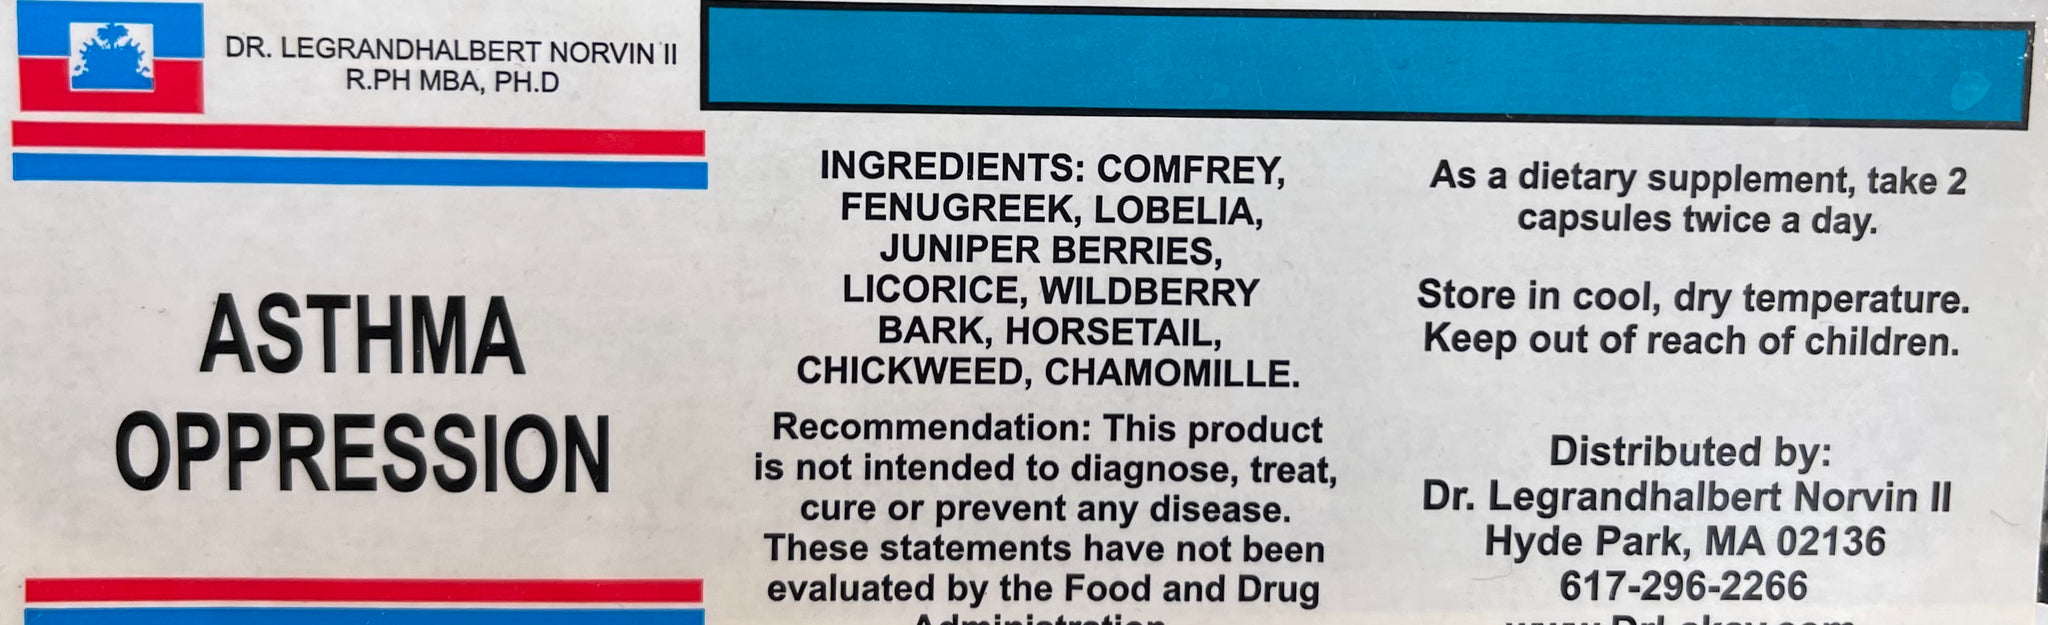 DR. LEGRANDHALBERT NORVIN II
R.PH MBA, PH.D
ASTHMA
OPPRESSION
INGREDIENTS: COMFREY,
FENUGREEK, LOBELIA,
JUNIPER BERRIES,
LICORICE, WILDBERRY
BARK, HORSETAIL,
CHICKWEED, CHAMOMILLE.
Recommendation: This product
is not intended to diagnose, treat,
cure or prevent any disease.
These statements have not been
evaluated by the Food and Drug
Administration
As a dietary supplement, take 2
capsules twice a day.
Store in cool, dry temperature.
Keep out of reach of children.
Distributed by:
Dr. Legrandhalbert Norvin II
Hyde Park, MA 02136
617-296-2266